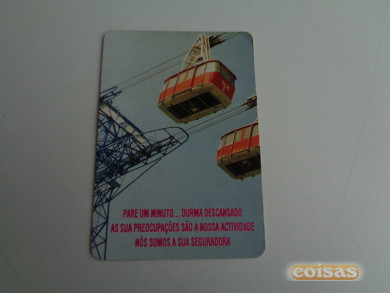 PARE UM MINUTO... DURMA DESCANSADO
AS SUA PREOCUPAÇÕES SÃO A NOSSA ACTIVIDADE
NÓS SOMOS A SUA SEGURADORA
coisas